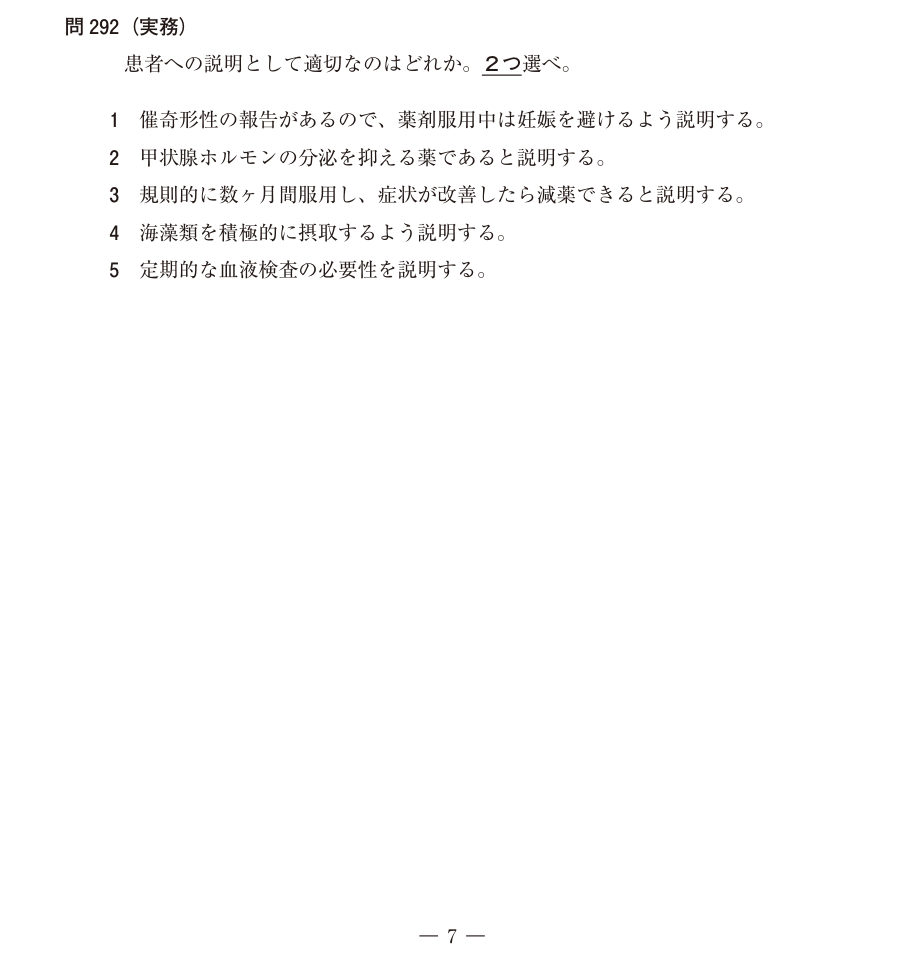 問 292（実務）
患者への説明として適切なのはどれか。２つ選べ。
1 催奇形性の報告があるので、薬剤服用中は妊娠を避けるよう説明する。
2 甲状腺ホルモンの分泌を抑える薬であると説明する。
3 規則的に数ヶ月間服用し、症状が改善したら減薬できると説明する。
4 海藻類を積極的に摂取するよう説明する。
5 定期的な血液検査の必要性を説明する。
— 7 —